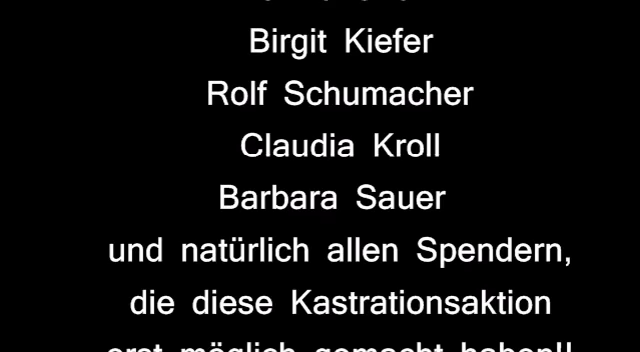 Birgit Kiefer
Rolf Schumacher
Claudia Kroll
Barbara Sauer
und natürlich allen Spendern,
die diese Kastrationsaktion
erst möglich gemacht haben!!